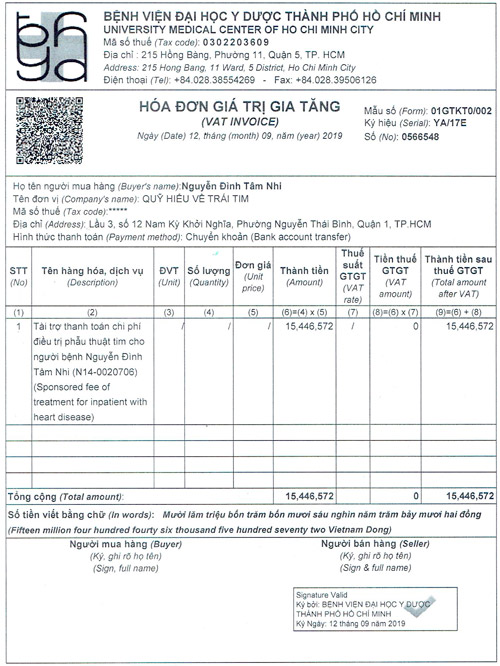 BỆNH VIỆN ĐẠI HỌC Y DƯỢC THÀNH PHỐ HỒ CHÍ MINH
UNIVERSITY MEDICAL CENTER OF HO CHI MINH CITY
Mã số thuế (Tax code): 0302203609
Địa chỉ : 215 Hồng Bàng, Phường 11, Quận 5, TP. HCM
Address: 215 Hong Bang, 11 Ward, 5 District, Ho Chi Minh City
Điện thoại (Tel): +84.028.38554269 - Fax: +84.028.39506126
HÓA ĐƠN GIÁ TRỊ GIA TĂNG
(VAT INVOICE)
Ngày (Date) 12, tháng (month) 09, năm (year) 2019
Mẫu số (Form): 01GTKT0/002
Ký hiệu (Serial): YA/17E
Số (No): 0566548
Họ tên người mua hàng (Buyer's name):Nguyễn Đình Tâm Nhi
Tên đơn vị (Company's name): QUỸ HIỂU VỀ TRÁI TIM
Mã số thuế (Tax code):*****
Địa chỉ (Address): Lầu 3, số 12 Nam Kỳ Khởi Nghĩa, Phường Nguyễn Thái Bình, Quận 1, TP.HCM
Hình thức thanh toán (Payment method): Chuyển khoản (Bank account transfer)
STT (No) Tên hàng hóa, dịch vụ (Description) ĐVT (Unit) Số lượng (Quantity) Đơn giá (Unit price) Thành tiền (Amount) Thuế suất GTGT (VAT rate) Tiền thuế GTGT (VAT amount) Thành tiền sau thuế GTGT (Total amount after VAT)
(1) (2) (3) (4) (5) (6)=(4) x (5) (7) (8)=(6) x (7) (9)=(6) + (8)
1 Tài trợ thanh toán chi phí / / / 15,446,572 / 0 15,446,572
điều trị phẫu thuật tim cho
người bệnh Nguyễn Đình
Tâm Nhi (N14-0020706)
(Sponsored fee of
treatment for inpatient with
heart disease)
Tổng cộng (Total amount): 15,446,572 0 15,446,572
Số tiền viết bằng chữ (In words): Mười lăm triệu bốn trăm bốn mươi sáu nghìn năm trăm bảy mươi hai đồng
(Fifteen million four hundred fourty six thousand five hundred seventy two Vietnam Dong)
Người mua hàng (Buyer) Người bán hàng (Seller)
(Ký, ghi rõ họ tên) (Ký, ghi rõ họ tên)
(Sign, full name) (Sign & full name)
Signature Valid
Ký bởi: BỆNH VIỆN ĐẠI HỌC Y DƯỢC
THÀNH PHỐ HỒ CHÍ MINH
Ký Ngày: 12 tháng 09 năm 2019